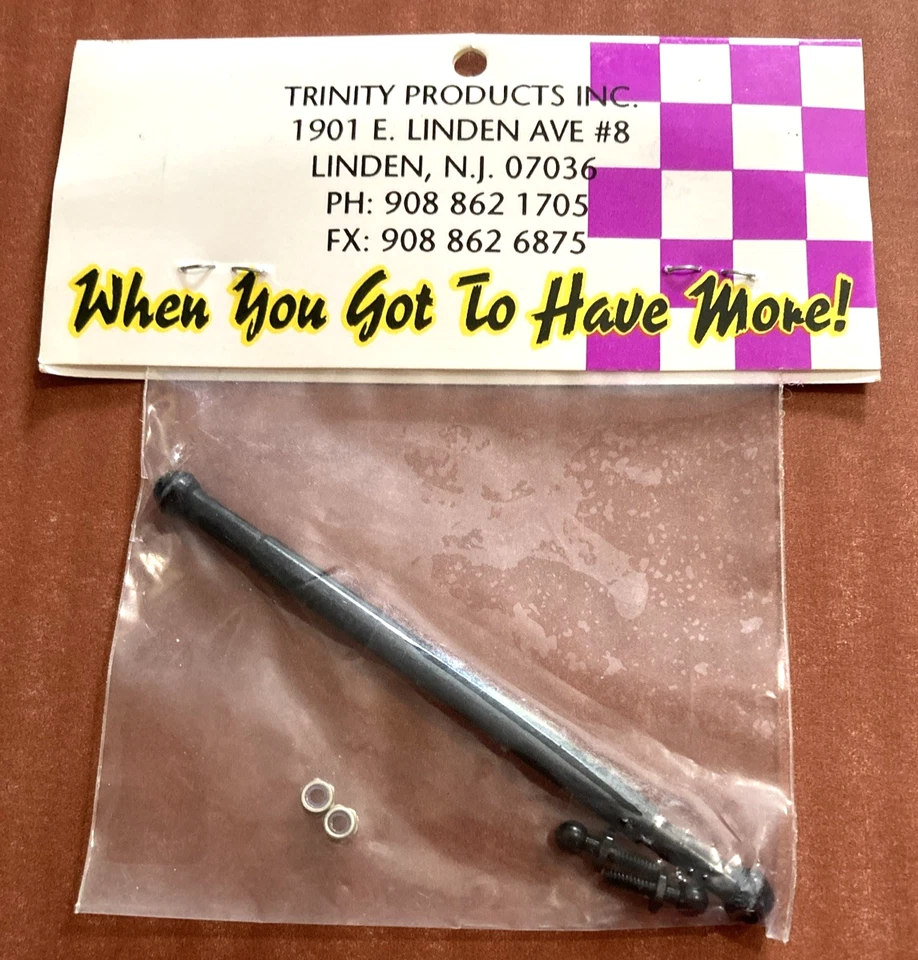 TRINITY PRODUCTS INC.
1901 E. LINDEN AVE #8
LINDEN, N.J. 07036
PH: 908 862 1705
FX: 908 862 6875
When You Got To Have More!